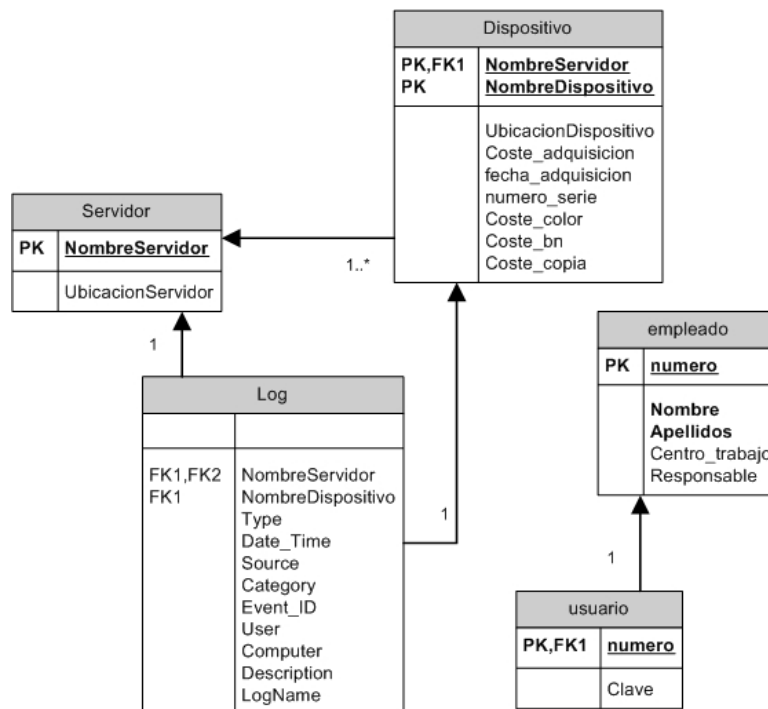 Dispositivo
PK,FK1 NombreServidor
PK NombreDispositivo
UbicacionDispositivo
Coste_adquisicion
fecha_adquisicion
numero_serie
Coste_color
Coste_bn
Coste_copia
Servidor
PK NombreServidor
UbicacionServidor
1..*
1
empleado
PK numero
Nombre
Apellidos
Centro_trabajo
Responsable
Log
FK1,FK2 NombreServidor
FK1 NombreDispositivo
Type
Date_Time
Source
Category
Event_ID
User
Computer
Description
LogName
1
1
usuario
PK,FK1 numero
Clave